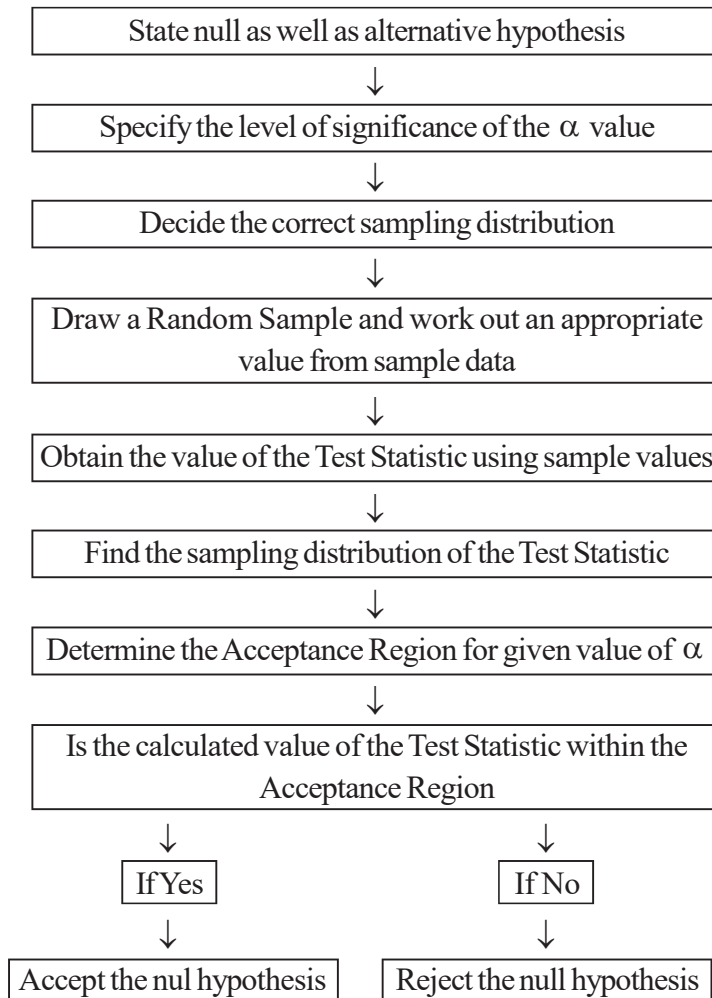 State null as well as alternative hypothesis
↓
Specify the level of significance of the α value
↓
Decide the correct sampling distribution
↓
Draw a Random Sample and work out an appropriate
value from sample data
↓
Obtain the value of the Test Statistic using sample values
↓
Find the sampling distribution of the Test Statistic
↓
Determine the Acceptance Region for given value of α
↓
Is the calculated value of the Test Statistic within the
Acceptance Region
↓ ↓
If Yes If No
↓ ↓
Accept the nul hypothesis Reject the null hypothesis